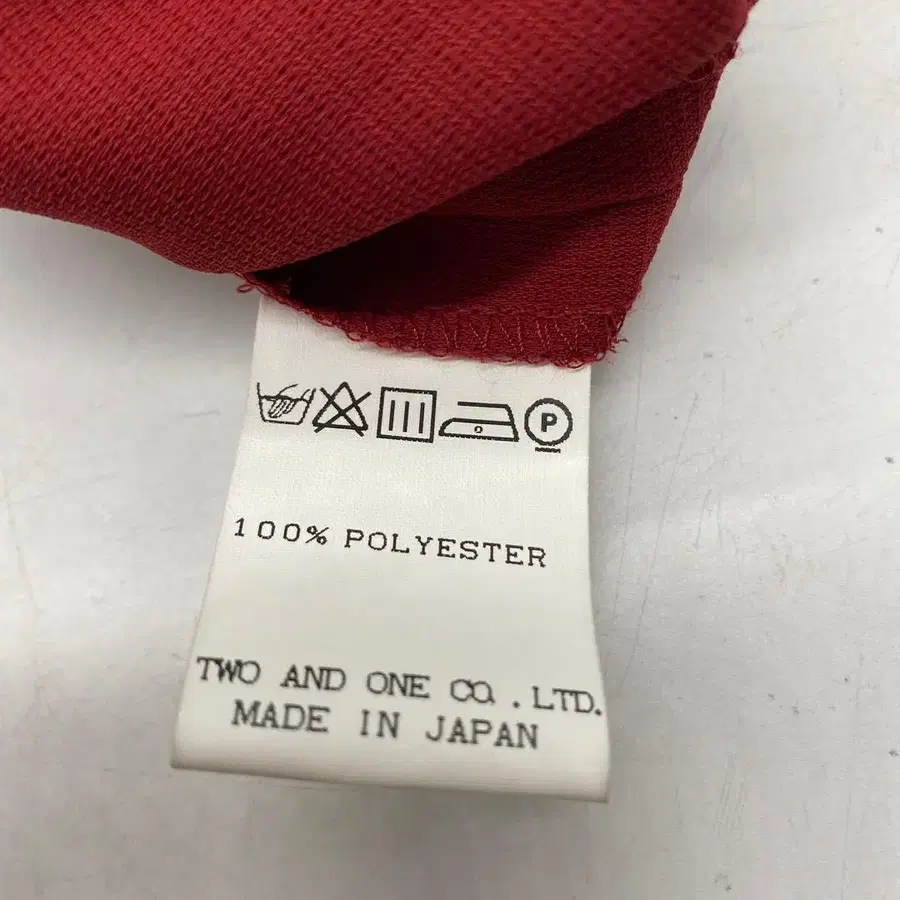 P
100% POLYESTER
TWO AND ONE CO.,LTD.
MADE IN JAPAN